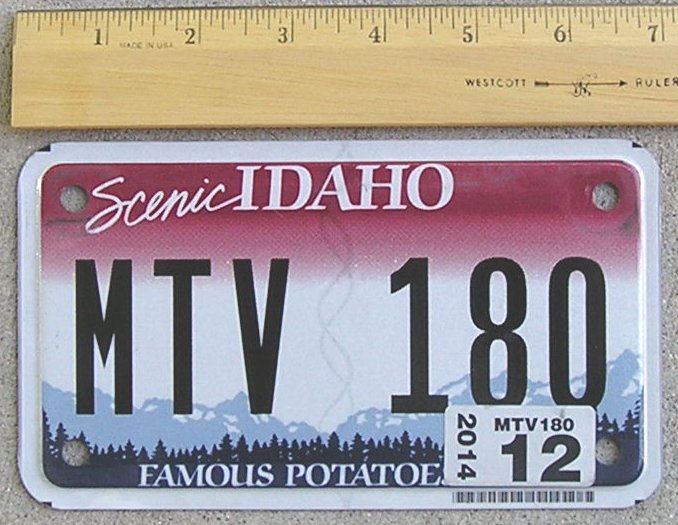 1 2 3 4 5 6 7
MADE IN U.S.A.
WESTCOTT RULER
Scenic IDAHO
MTV 180
2014 MTV180
12
FAMOUS POTATOES